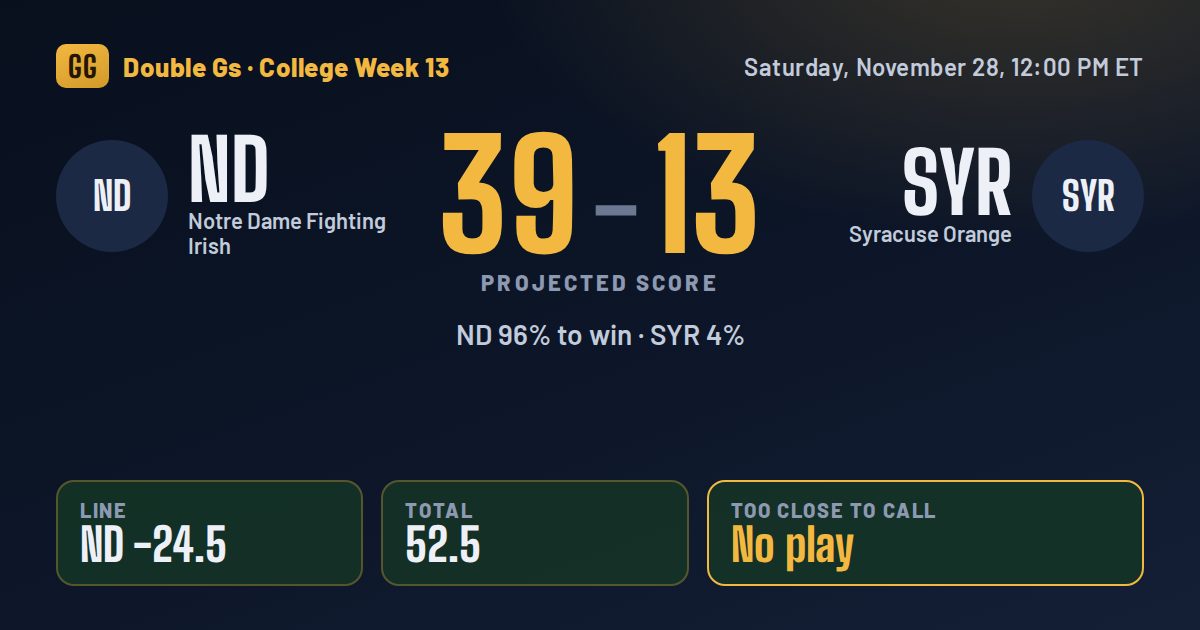 GG
Double Gs · College Week 13
Saturday, November 28, 12:00 PM ET
ND
ND
Notre Dame Fighting
Irish
39 – 13
PROJECTED SCORE
ND 96% to win · SYR 4%
SYR
Syracuse Orange
SYR
LINE
ND −24.5
TOTAL
52.5
TOO CLOSE TO CALL
No play